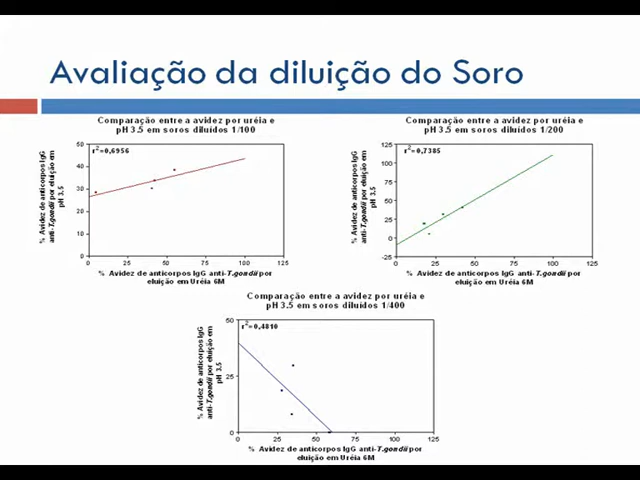 Avaliação da diluição do Soro
Comparação entre a avidez por uréia e
pH 3.5 em soros diluídos 1/100
r²=0,6956
50
40
30
20
10
0
0 25 50 75 100 125
% Avidez de anticorpos IgG
anti-T.gondii por eluição em
pH 3,5
% Avidez de anticorpos IgG anti-T.gondii por
eluição em Uréia 6M
Comparação entre a avidez por uréia e
pH 3.5 em soros diluídos 1/200
r²=0,7385
125
100
75
50
25
0
-25
0 25 50 75 100 125
% Avidez de anticorpos IgG
anti-T.gondii por eluição em
pH 3,5
% Avidez de anticorpos IgG anti-T.gondii por
eluição em Uréia 6M
Comparação entre a avidez por uréia e
pH 3.5 em soros diluídos 1/400
r²=0,4810
50
25
0
0 25 50 75 100 125
% Avidez de anticorpos IgG
anti-T.gondii por eluição em
pH 3,5
% Avidez de anticorpos IgG anti-T.gondii por
eluição em Uréia 6M